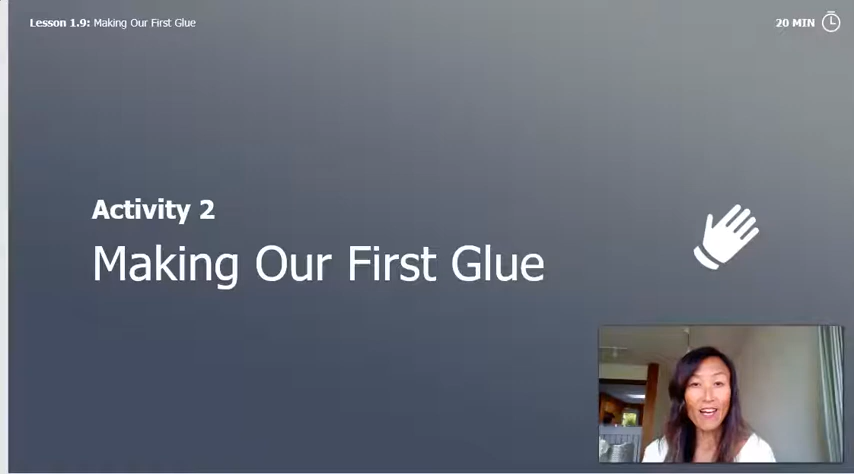 Lesson 1.9: Making Our First Glue
20 MIN
Activity 2
Making Our First Glue